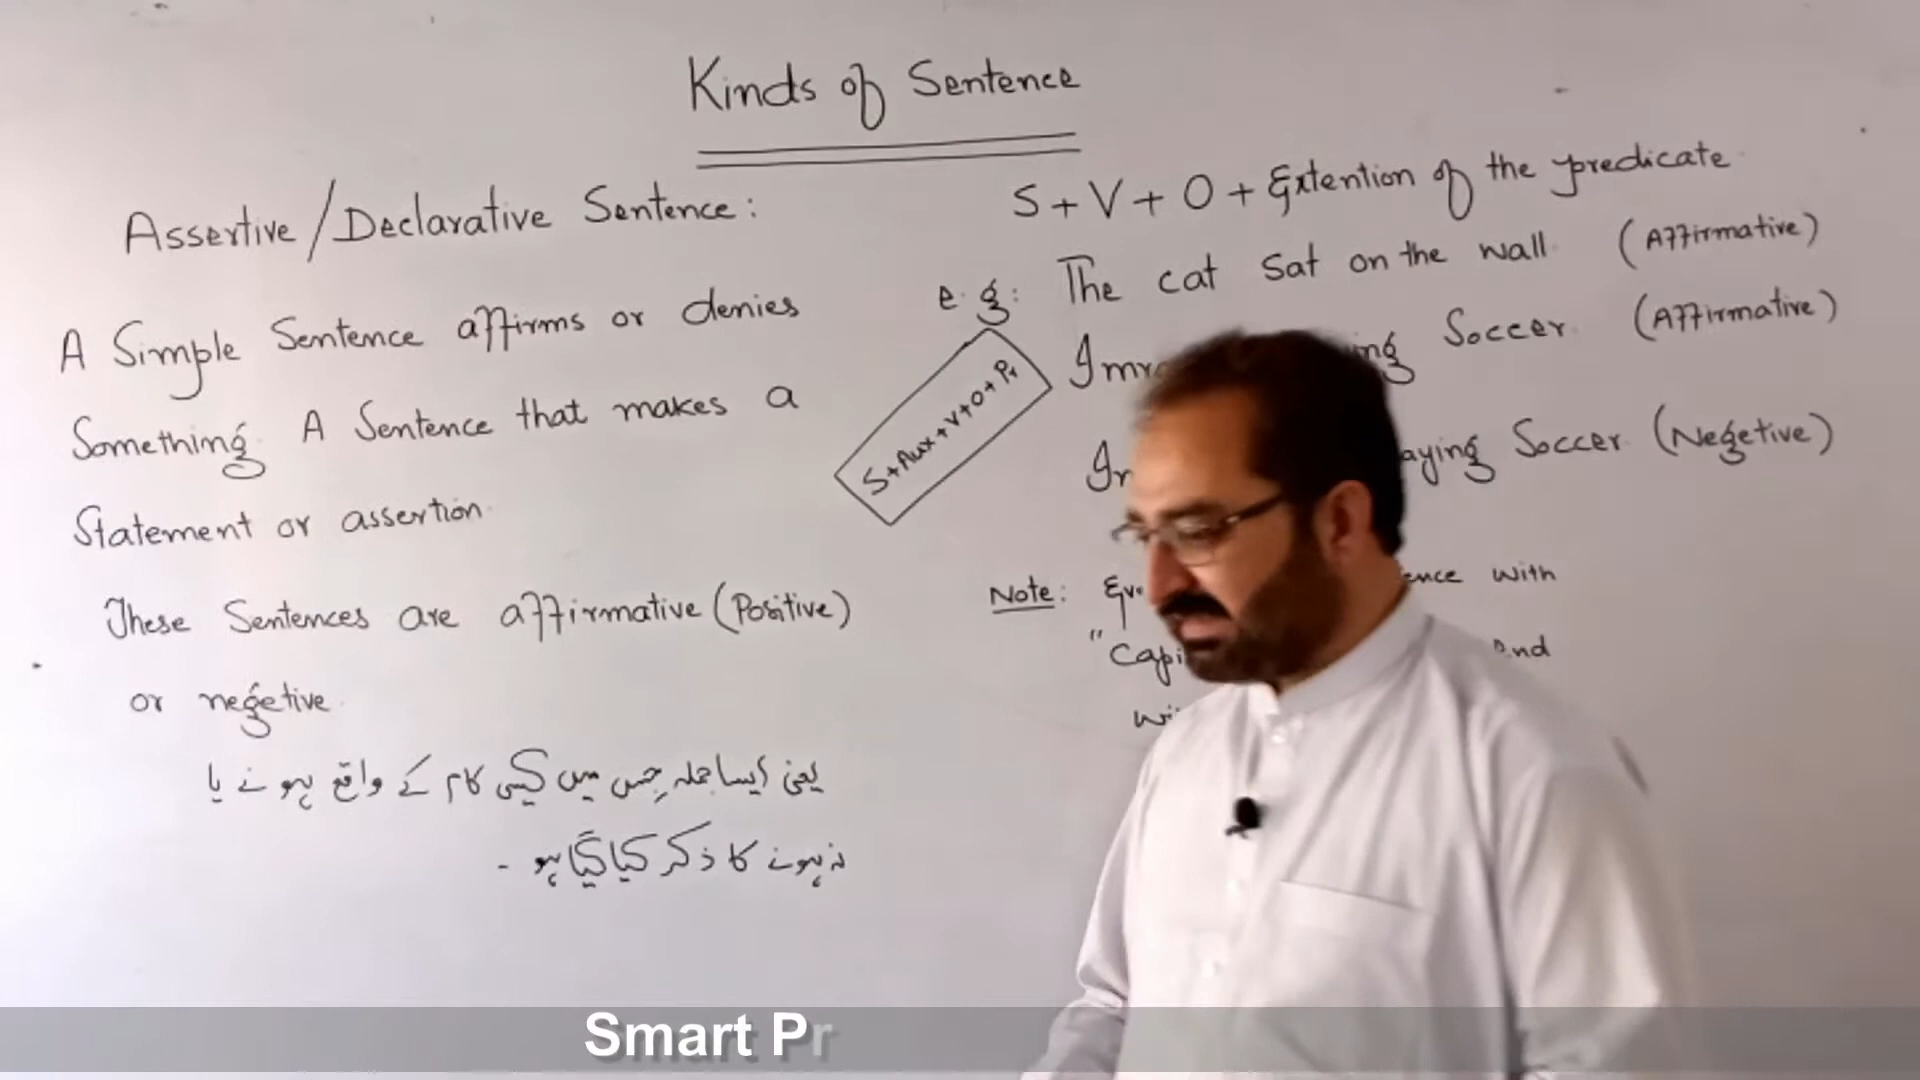 Kinds of Sentence
Assertive/Declarative Sentence:
A Simple Sentence affirms or denies
Something. A Sentence that makes a
Statement or assertion.
These Sentences are affirmative (Positive)
or negetive.
یعنی ایسا جملہ جس میں کسی کام کے واقع ہونے یا
نہ ہونے کا ذکر کیا گیا ہو -
S+V+O+Extention of the predicate
e.g: The cat Sat on the wall. (Affirmative)
Soccer. (Affirmative)
S+Aux+V+O+Pr
Soccer. (Negetive)
Note: with
and
Smart Pr